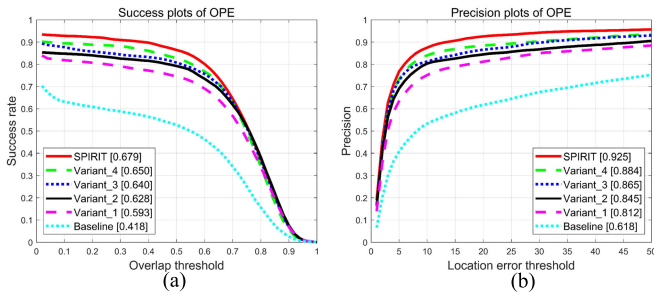 Success plots of OPE
1
0.9
0.8
0.7
0.6
0.5
0.4
0.3
0.2
0.1
0
Success rate
SPIRIT [0.679]
Variant_4 [0.650]
Variant_3 [0.640]
Variant_2 [0.628]
Variant_1 [0.593]
Baseline [0.418]
0 0.1 0.2 0.3 0.4 0.5 0.6 0.7 0.8 0.9 1
Overlap threshold
(a)
Precision plots of OPE
1
0.9
0.8
0.7
0.6
0.5
0.4
0.3
0.2
0.1
0
Precision
SPIRIT [0.925]
Variant_4 [0.884]
Variant_3 [0.865]
Variant_2 [0.845]
Variant_1 [0.812]
Baseline [0.618]
0 5 10 15 20 25 30 35 40 45 50
Location error threshold
(b)